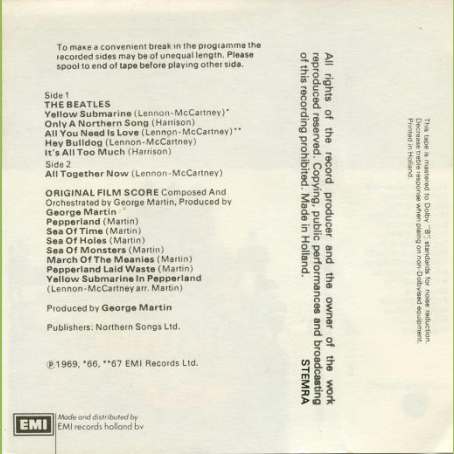 To make a convenient break in the programme the
recorded sides may be of unequal length. Please
spool to end of tape before playing other side.
Side 1
THE BEATLES
Yellow Submarine (Lennon-McCartney)*
Only A Northern Song (Harrison)
All You Need Is Love (Lennon-McCartney)**
Hey Bulldog (Lennon-McCartney)
It's All Too Much (Harrison)
Side 2
All Together Now (Lennon-McCartney)
ORIGINAL FILM SCORE Composed And
Orchestrated by George Martin, Produced by
George Martin
Pepperland (Martin)
Sea Of Time (Martin)
Sea Of Holes (Martin)
Sea Of Monsters (Martin)
March Of The Meanies (Martin)
Pepperland Laid Waste (Martin)
Yellow Submarine In Pepperland
(Lennon-McCartney arr. Martin)
Produced by George Martin
Publishers: Northern Songs Ltd.
℗ 1969, *66, **67 EMI Records Ltd.
EMI
Made and distributed by
EMI records holland bv
All rights of the record producer and the owner of the work
reproduced reserved. Copying, public performances and broadcasting
of this recording prohibited. Made in Holland.
STEMRA
This tape is mastered to Dolby "B" standards for noise reduction.
Decrease treble response when playing on non-Dolbyised equipment.
Printed in Holland.